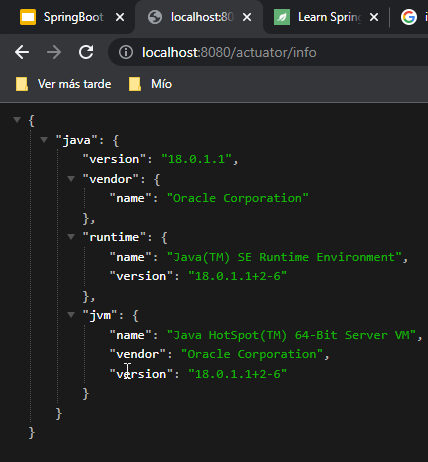 SpringBoot
localhost:80
Learn Spring
localhost:8080/actuator/info
Ver más tarde
Mío
{
"java": {
"version": "18.0.1.1",
"vendor": {
"name": "Oracle Corporation"
},
"runtime": {
"name": "Java(TM) SE Runtime Environment",
"version": "18.0.1.1+2-6"
},
"jvm": {
"name": "Java HotSpot(TM) 64-Bit Server VM",
"vendor": "Oracle Corporation",
"version": "18.0.1.1+2-6"
}
}
}